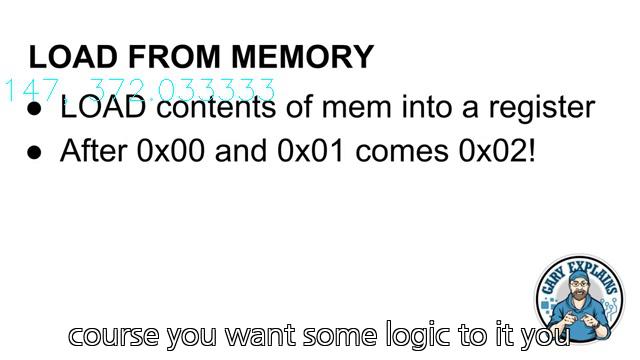 LOAD FROM MEMORY
147, 372.033333
● LOAD contents of mem into a register
● After 0x00 and 0x01 comes 0x02!
GARY EXPLAINS
course you want some logic to it you